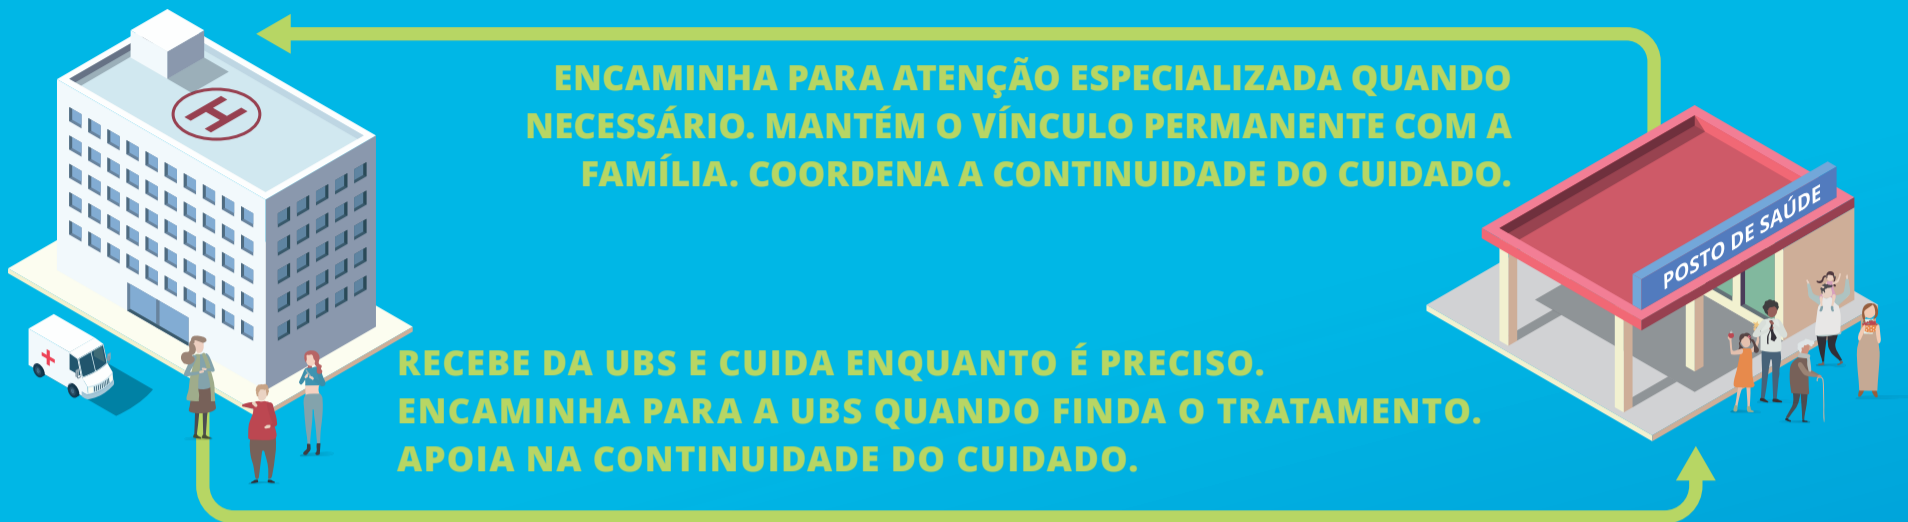 ENCAMINHA PARA ATENÇÃO ESPECIALIZADA QUANDO
NECESSÁRIO. MANTÉM O VÍNCULO PERMANENTE COM A
FAMÍLIA. COORDENA A CONTINUIDADE DO CUIDADO.
H
POSTO DE SAÚDE
RECEBE DA UBS E CUIDA ENQUANTO É PRECISO.
ENCAMINHA PARA A UBS QUANDO FINDA O TRATAMENTO.
APOIA NA CONTINUIDADE DO CUIDADO.